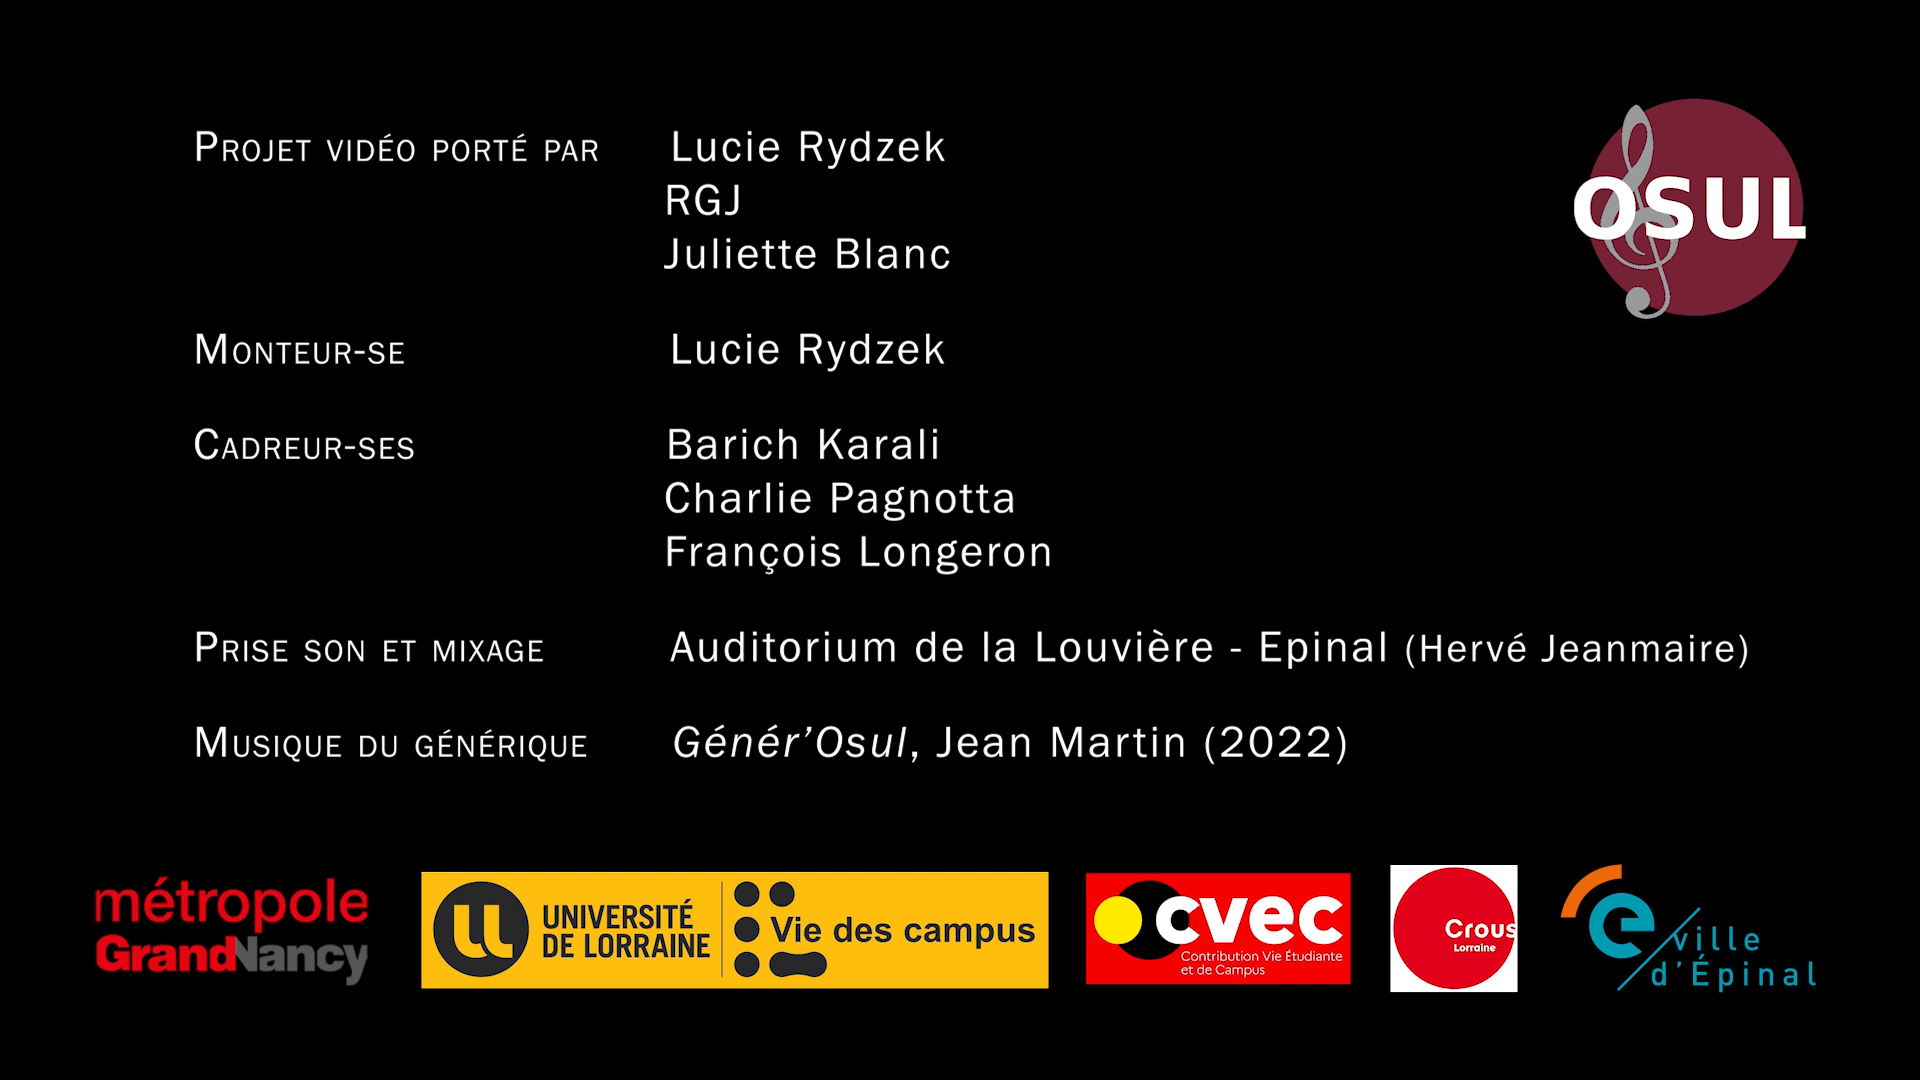 Projet vidéo porté par Lucie Rydzek
RGJ
Juliette Blanc
OSUL
Monteur-se Lucie Rydzek
Cadreur-ses Barich Karali
Charlie Pagnotta
François Longeron
Prise son et mixage Auditorium de la Louvière - Epinal (Hervé Jeanmaire)
Musique du générique Génér’Osul, Jean Martin (2022)
métropole
GrandNancy
UNIVERSITÉ
DE LORRAINE
Vie des campus
cvec
Contribution Vie Étudiante
et de Campus
Crous
Lorraine
ville
d'Épinal